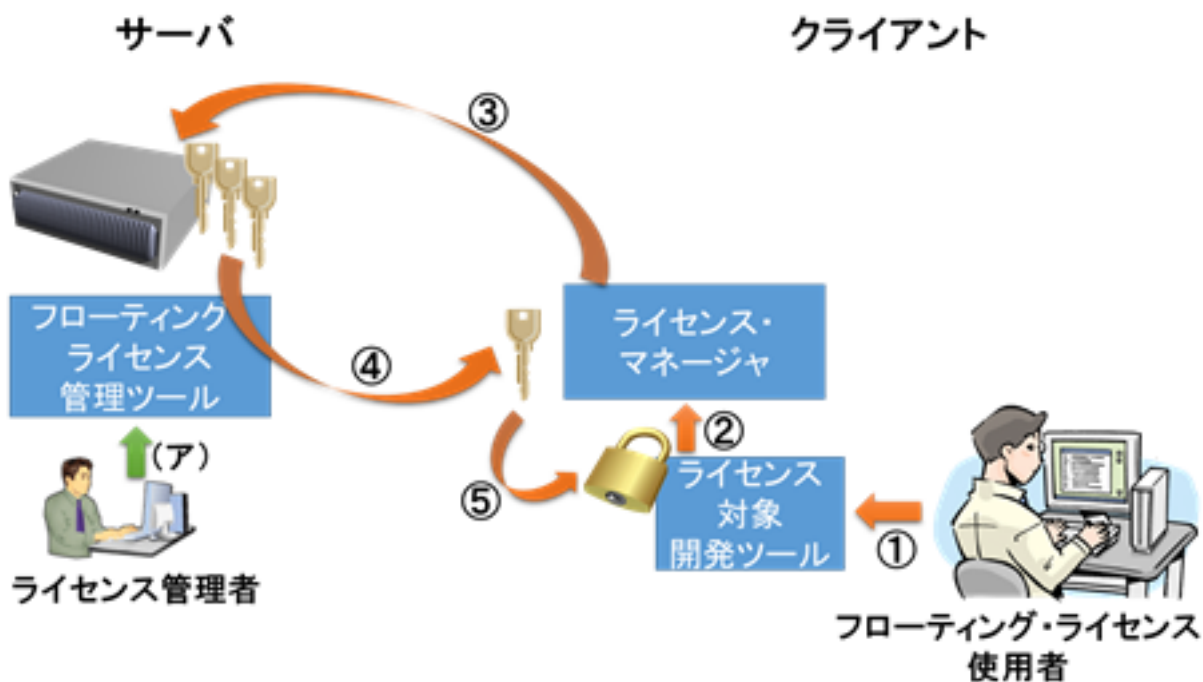 サーバ
クライアント
③
フローティング
ライセンス
管理ツール
④
ライセンス・
マネージャ
(ア)
②
⑤
ライセンス
対象
開発ツール
①
ライセンス管理者
フローティング・ライセンス
使用者